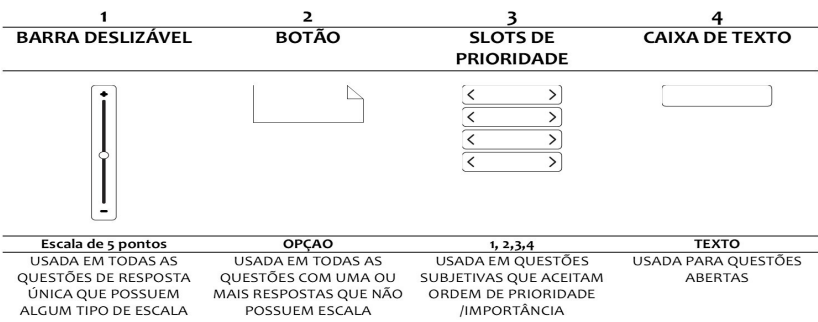 1 2 3 4
BARRA DESLIZÁVEL BOTÃO SLOTS DE CAIXA DE TEXTO
PRIORIDADE
+
< >
< >
< >
< >
-
Escala de 5 pontos OPÇAO 1, 2,3,4 TEXTO
USADA EM TODAS AS USADA EM TODAS AS USADA EM QUESTÕES USADA PARA QUESTÕES
QUESTÕES DE RESPOSTA QUESTÕES COM UMA OU SUBJETIVAS QUE ACEITAM ABERTAS
ÚNICA QUE POSSUEM MAIS RESPOSTAS QUE NÃO ORDEM DE PRIORIDADE
ALGUM TIPO DE ESCALA POSSUEM ESCALA /IMPORTÂNCIA